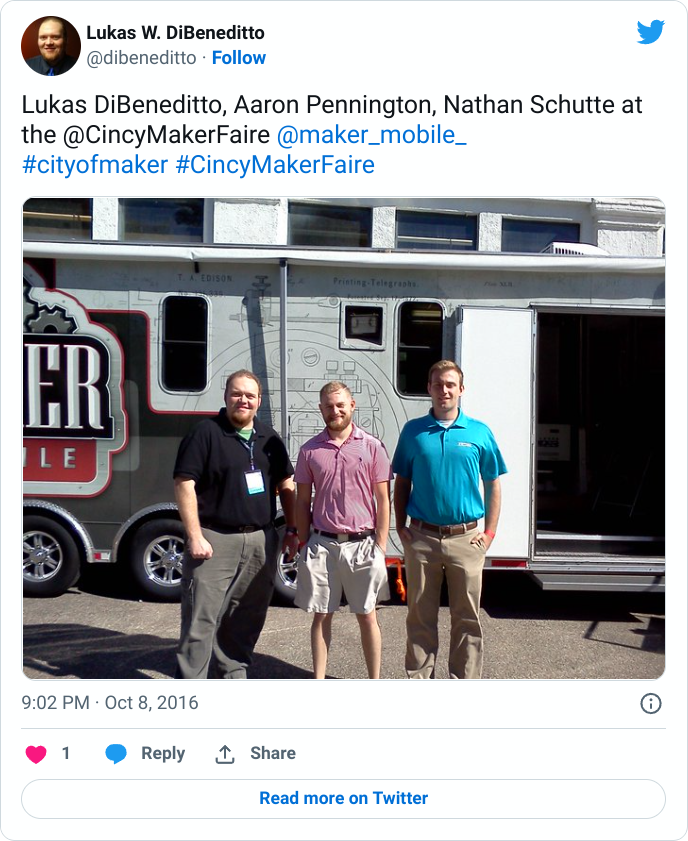 Lukas W. DiBeneditto
@dibeneditto · Follow
Lukas DiBeneditto, Aaron Pennington, Nathan Schutte at
the @CincyMakerFaire @maker_mobile_
#cityofmaker #CincyMakerFaire
T. A. EDISON
Printing-Telegraphs.
ER
ILE
9:02 PM · Oct 8, 2016
1 Reply Share
Read more on Twitter